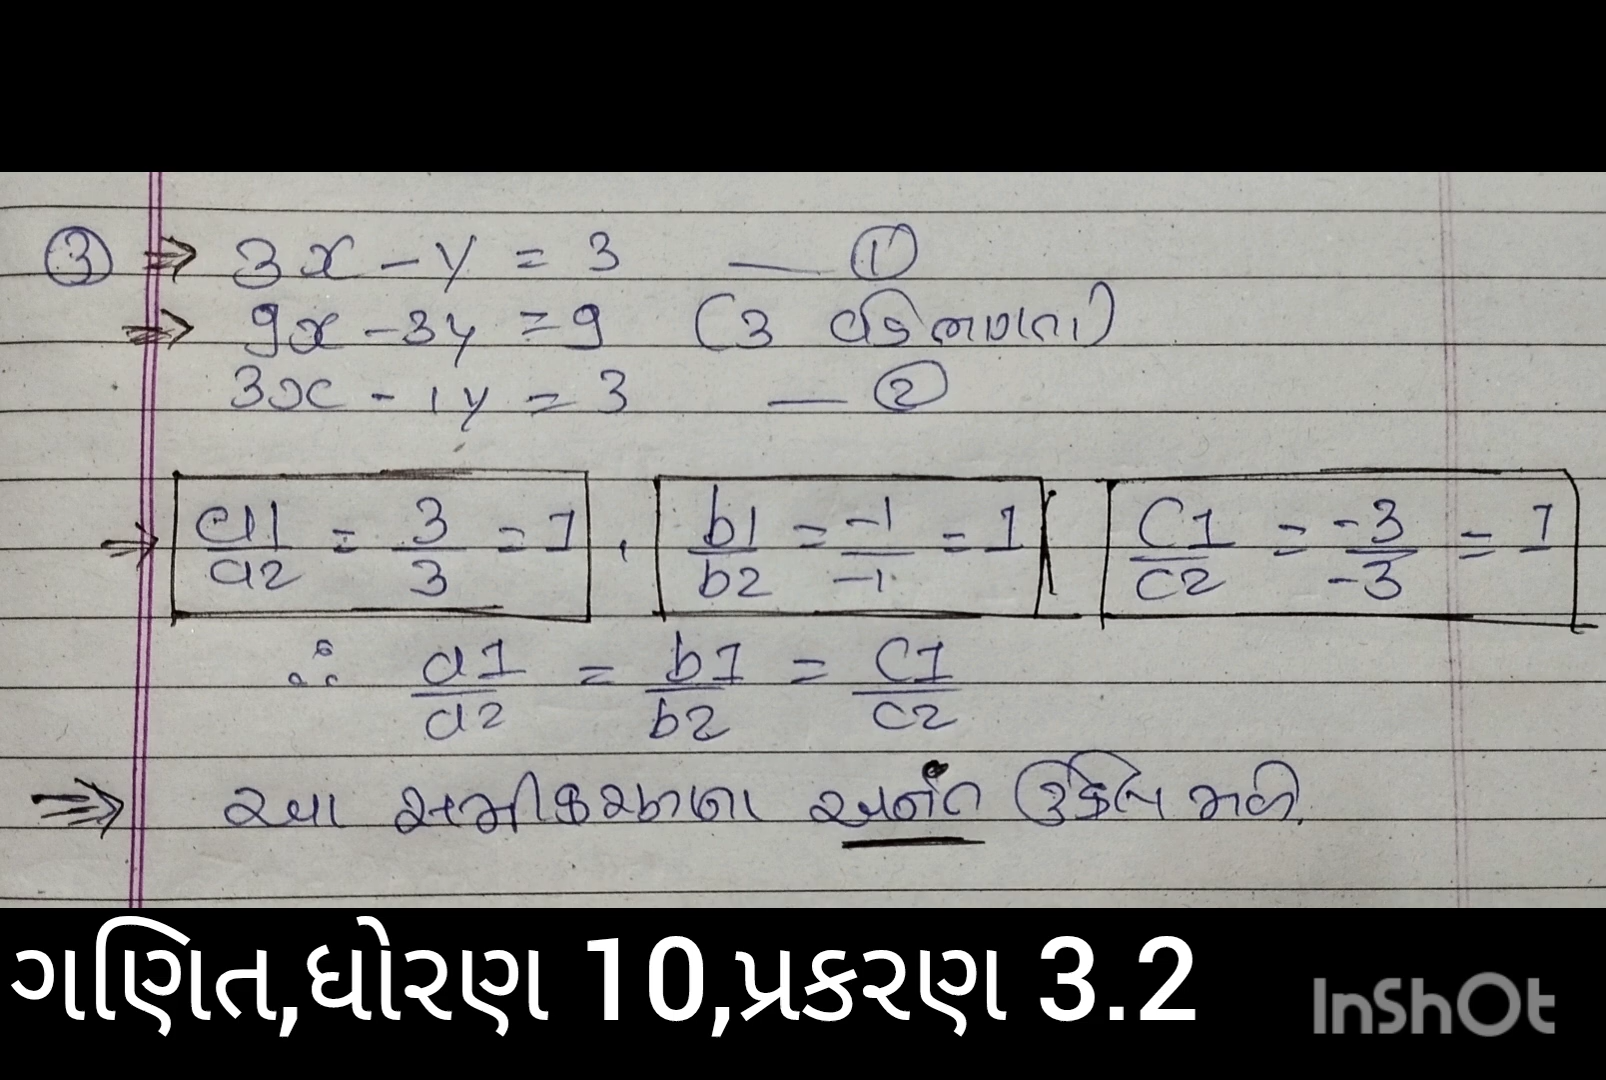 ③ ⇒ 3x - y = 3 — ①
⇒ 9x - 3y = 9 (3 વડે ભાગતા)
3x - 1y = 3 — ②
→ a1/a2 = 3/3 = 1 , b1/b2 = -1/-1 = 1 , C1/C2 = -3/-3 = 1
∴ a1/a2 = b1/b2 = C1/C2
⇒ આ સમીકરણના અનંત ઉકેલ મળે.
ગણિત,ધોરણ 10,પ્રકરણ 3.2
InShOt